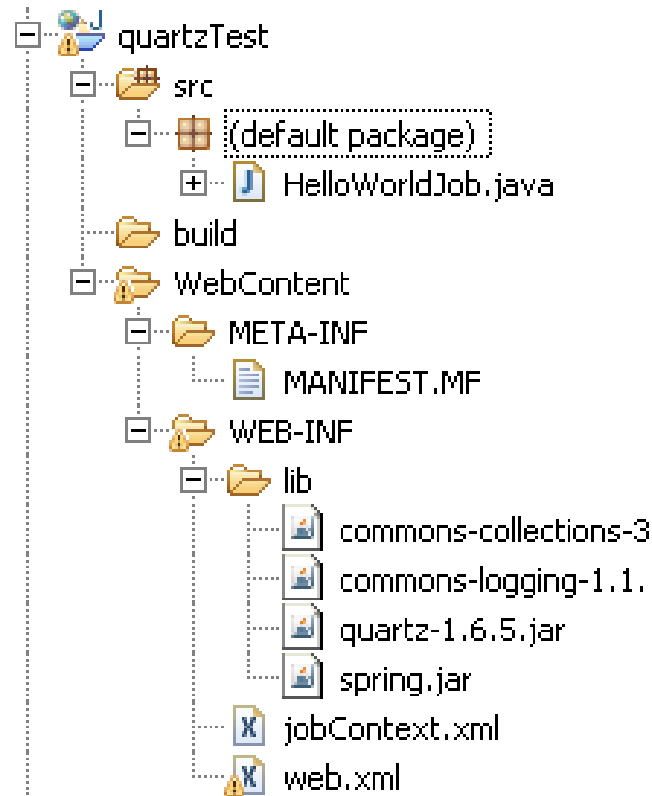 quartzTest
src
(default package)
HelloWorldJob.java
build
WebContent
META-INF
MANIFEST.MF
WEB-INF
lib
commons-collections-3
commons-logging-1.1.
quartz-1.6.5.jar
spring.jar
jobContext.xml
web.xml